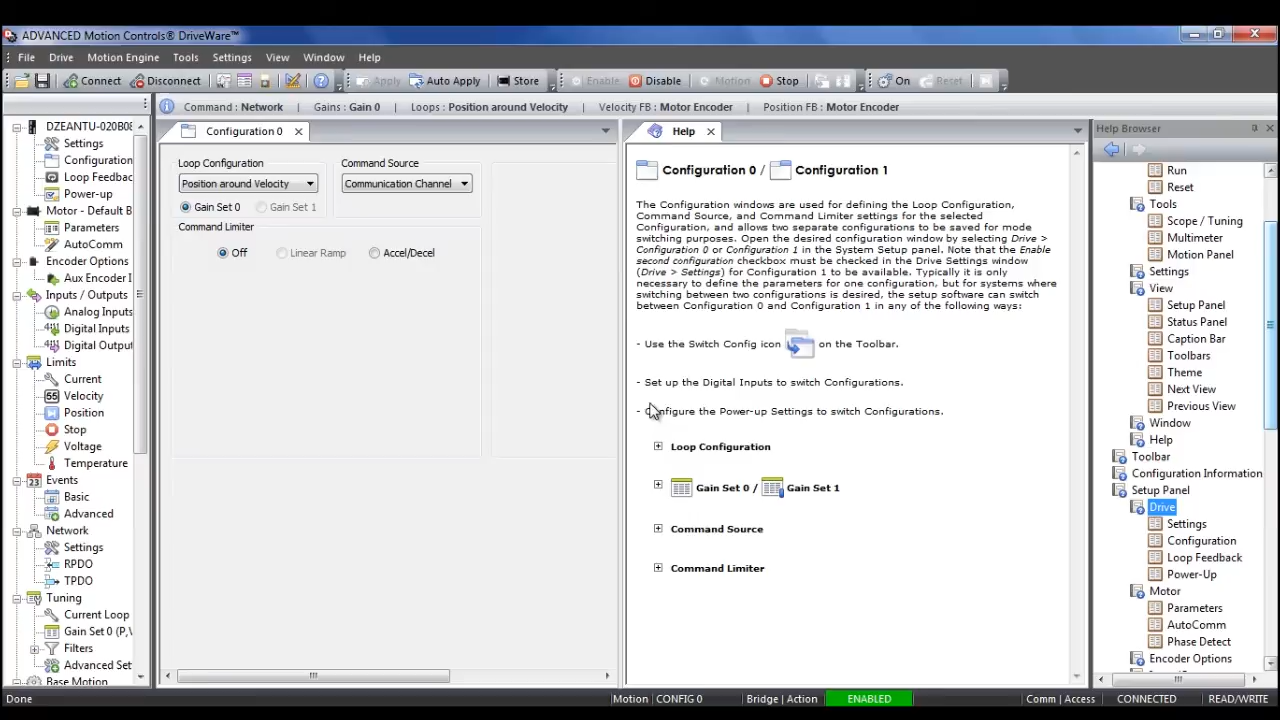 ADVANCED Motion Controls® DriveWare™
File Drive Motion Engine Tools Settings View Window Help
Connect Disconnect Apply Auto Apply Store Enable Disable Motion Stop On Reset
Command : Network Gains : Gain 0 Loops : Position around Velocity Velocity FB : Motor Encoder Position FB : Motor Encoder
DZEANTU-020B08
Settings
Configuration
Loop Feedbac
Power-up
Motor - Default B
Parameters
AutoComm
Encoder Options
Aux Encoder I
Inputs / Outputs
Analog Inputs
Digital Inputs
Digital Output
Limits
Current
Velocity
Position
Stop
Voltage
Temperature
Events
Basic
Advanced
Network
Settings
RPDO
TPDO
Tuning
Current Loop
Gain Set 0 (P,V
Filters
Advanced Set
Base Motion
Configuration 0
Loop Configuration
Position around Velocity
Gain Set 0 Gain Set 1
Command Source
Communication Channel
Command Limiter
Off Linear Ramp Accel/Decel
Help
Configuration 0 / Configuration 1
The Configuration windows are used for defining the Loop Configuration,
Command Source, and Command Limiter settings for the selected
Configuration, and allows two separate configurations to be saved for mode
switching purposes. Open the desired configuration window by selecting Drive >
Configuration 0 or Configuration 1 in the System Setup panel. Note that the Enable
second configuration checkbox must be checked in the Drive Settings window
(Drive > Settings) for Configuration 1 to be available. Typically it is only
necessary to define the parameters for one configuration, but for systems where
switching between two configurations is desired, the setup software can switch
between Configuration 0 and Configuration 1 in any of the following ways:
- Use the Switch Config icon on the Toolbar.
- Set up the Digital Inputs to switch Configurations.
- Configure the Power-up Settings to switch Configurations.
Loop Configuration
Gain Set 0 / Gain Set 1
Command Source
Command Limiter
Help Browser
Run
Reset
Tools
Scope / Tuning
Multimeter
Motion Panel
Settings
View
Setup Panel
Status Panel
Caption Bar
Toolbars
Theme
Next View
Previous View
Window
Help
Toolbar
Configuration Information
Setup Panel
Drive
Settings
Configuration
Loop Feedback
Power-Up
Motor
Parameters
AutoComm
Phase Detect
Encoder Options
Done Motion CONFIG 0 Bridge | Action ENABLED Comm | Access CONNECTED READ/WRITE